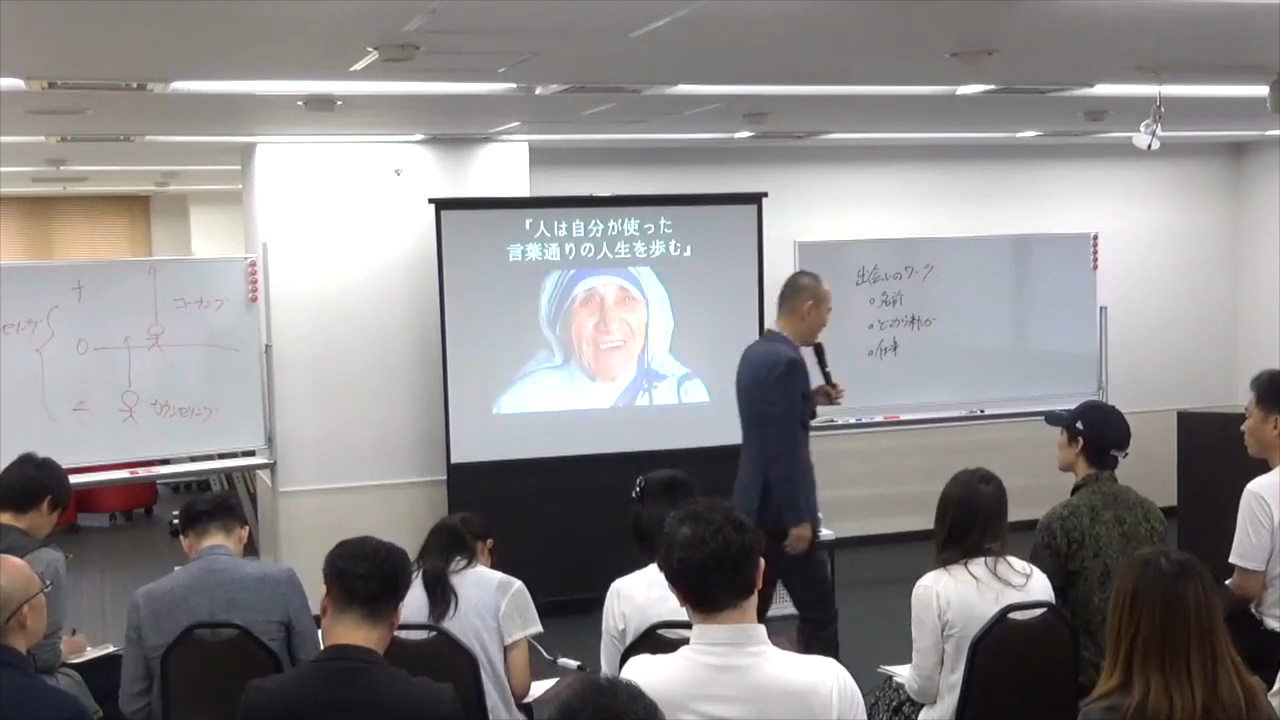 『人は自分が使った
言葉通りの人生を歩む』
＋
コーチング
0
−
カウンセリング
出会いのワーク
○名前
○どこから来たか
○仕事